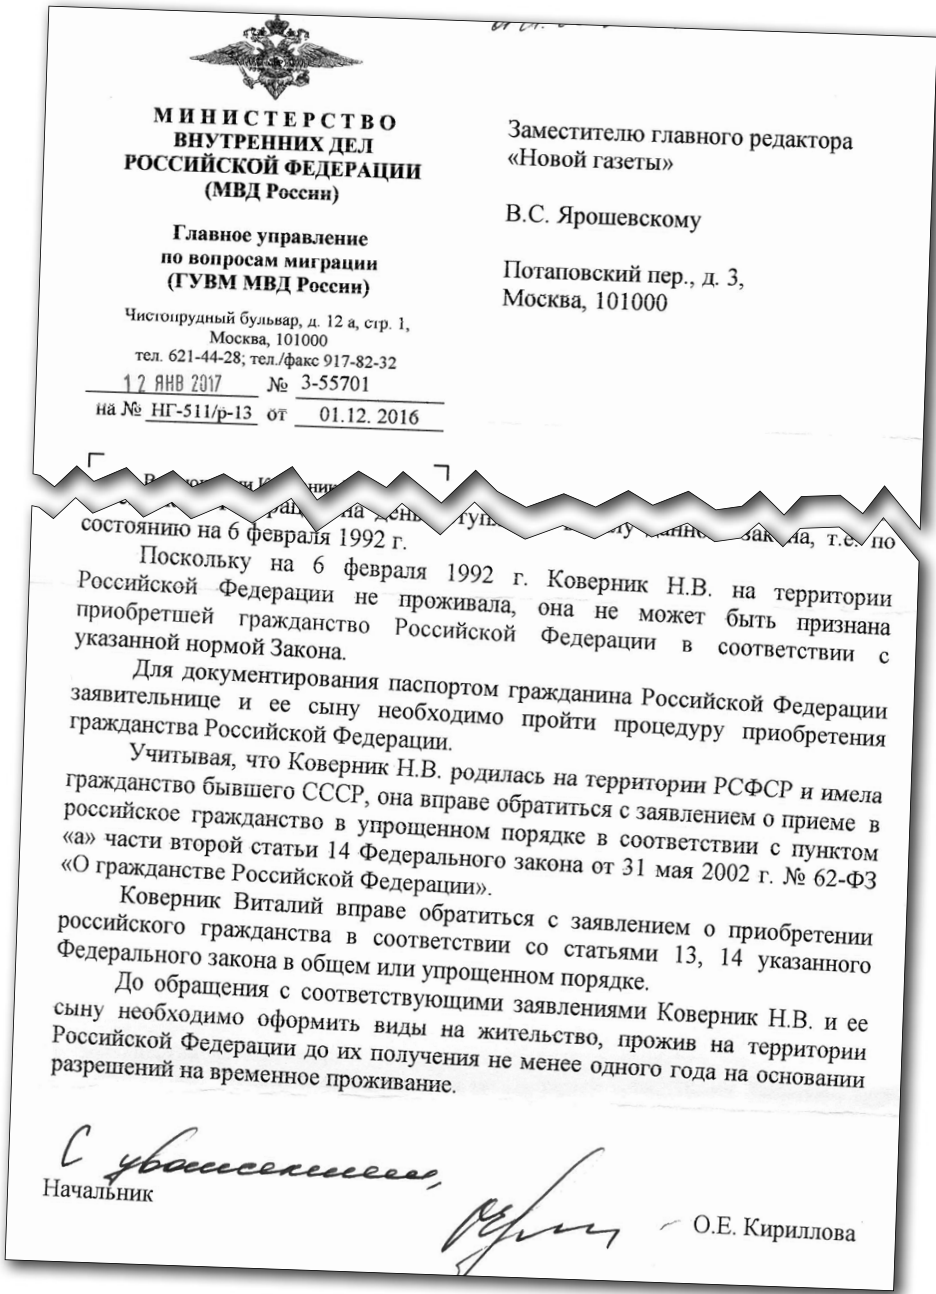 МИНИСТЕРСТВО
ВНУТРЕННИХ ДЕЛ
РОССИЙСКОЙ ФЕДЕРАЦИИ
(МВД России)
Главное управление
по вопросам миграции
(ГУВМ МВД России)
Чистопрудный бульвар, д. 12 а, стр. 1,
Москва, 101000
тел. 621-44-28; тел./факс 917-82-32
12 ЯНВ 2017 № 3-55701
на № НГ-511/р-13 от 01.12. 2016
Заместителю главного редактора
«Новой газеты»
В.С. Ярошевскому
Потаповский пер., д. 3,
Москва, 101000
на день закона, т.е. по
состоянию на 6 февраля 1992 г.
Поскольку на 6 февраля 1992 г. Коверник Н.В. на территории
Российской Федерации не проживала, она не может быть признана
приобретшей гражданство Российской Федерации в соответствии с
указанной нормой Закона.
Для документирования паспортом гражданина Российской Федерации
заявительнице и ее сыну необходимо пройти процедуру приобретения
гражданства Российской Федерации.
Учитывая, что Коверник Н.В. родилась на территории РСФСР и имела
гражданство бывшего СССР, она вправе обратиться с заявлением о приеме в
российское гражданство в упрощенном порядке в соответствии с пунктом
«а» части второй статьи 14 Федерального закона от 31 мая 2002 г. № 62-ФЗ
«О гражданстве Российской Федерации».
Коверник Виталий вправе обратиться с заявлением о приобретении
российского гражданства в соответствии со статьями 13, 14 указанного
Федерального закона в общем или упрощенном порядке.
До обращения с соответствующими заявлениями Коверник Н.В. и ее
сыну необходимо оформить виды на жительство, прожив на территории
Российской Федерации до их получения не менее одного года на основании
разрешений на временное проживание.
С уважением,
Начальник
О.Е. Кириллова